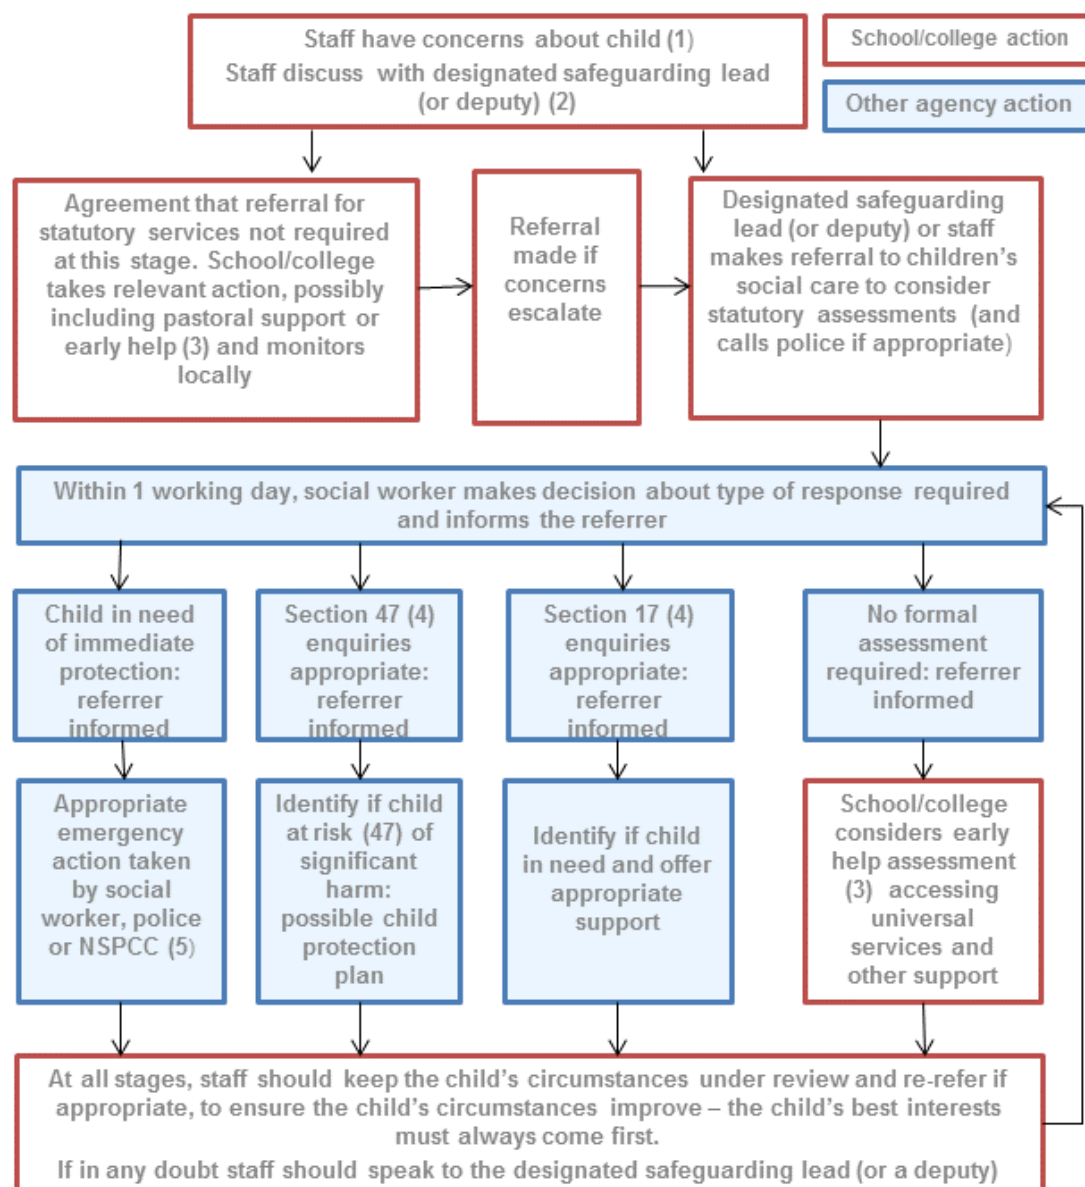 Staff have concerns about child (1)
Staff discuss with designated safeguarding lead
(or deputy) (2)
School/college action
Other agency action
Agreement that referral for
statutory services not required
at this stage. School/college
takes relevant action, possibly
including pastoral support or
early help (3) and monitors
locally
Referral
made if
concerns
escalate
Designated safeguarding
lead (or deputy) or staff
makes referral to children’s
social care to consider
statutory assessments (and
calls police if appropriate)
Within 1 working day, social worker makes decision about type of response required
and informs the referrer
Child in need
of immediate
protection:
referrer
informed
Section 47 (4)
enquiries
appropriate:
referrer
informed
Section 17 (4)
enquiries
appropriate:
referrer
informed
No formal
assessment
required: referrer
informed
Appropriate
emergency
action taken
by social
worker, police
or NSPCC (5)
Identify if child
at risk (47) of
significant
harm:
possible child
protection
plan
Identify if child
in need and offer
appropriate
support
School/college
considers early
help assessment
(3) accessing
universal
services and
other support
At all stages, staff should keep the child’s circumstances under review and re-refer if
appropriate, to ensure the child’s circumstances improve – the child’s best interests
must always come first.
If in any doubt staff should speak to the designated safeguarding lead (or a deputy)